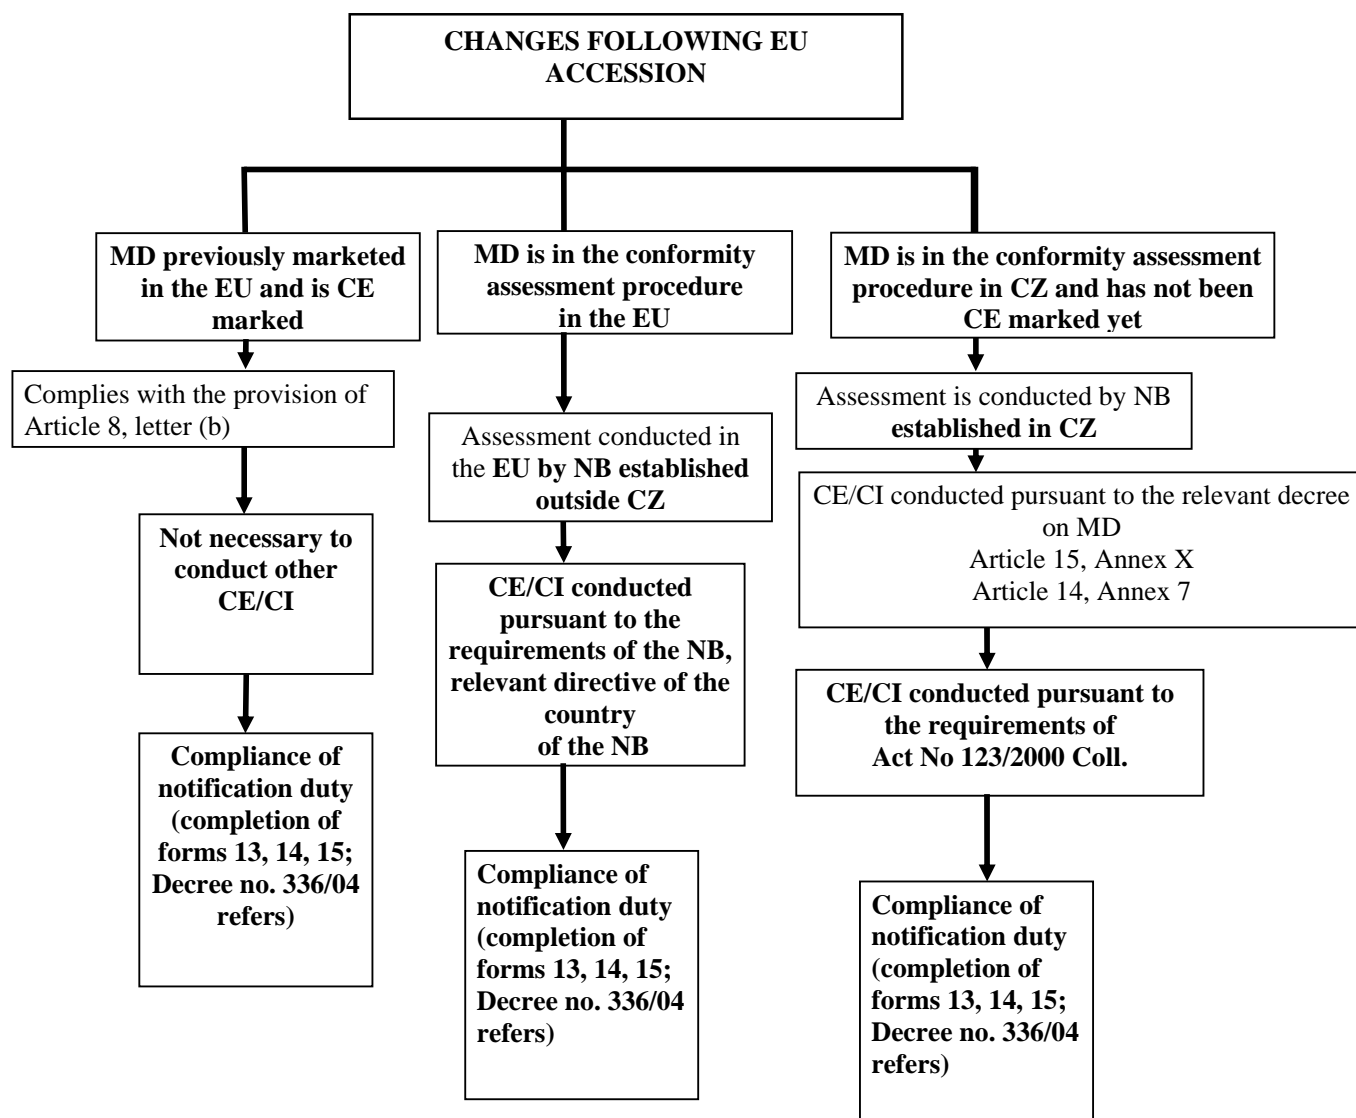 CHANGES FOLLOWING EU
ACCESSION
MD previously marketed
in the EU and is CE
marked
Complies with the provision of
Article 8, letter (b)
Not necessary to
conduct other
CE/CI
Compliance of
notification duty
(completion of
forms 13, 14, 15;
Decree no. 336/04
refers)
MD is in the conformity
assessment procedure
in the EU
Assessment conducted in
the EU by NB established
outside CZ
CE/CI conducted
pursuant to the
requirements of the NB,
relevant directive of the
country
of the NB
Compliance of
notification duty
(completion of
forms 13, 14, 15;
Decree no. 336/04
refers)
MD is in the conformity assessment
procedure in CZ and has not been
CE marked yet
Assessment is conducted by NB
established in CZ
CE/CI conducted pursuant to the relevant decree
on MD
Article 15, Annex X
Article 14, Annex 7
CE/CI conducted pursuant to
the requirements of
Act No 123/2000 Coll.
Compliance of
notification duty
(completion of
forms 13, 14, 15;
Decree no. 336/04
refers)